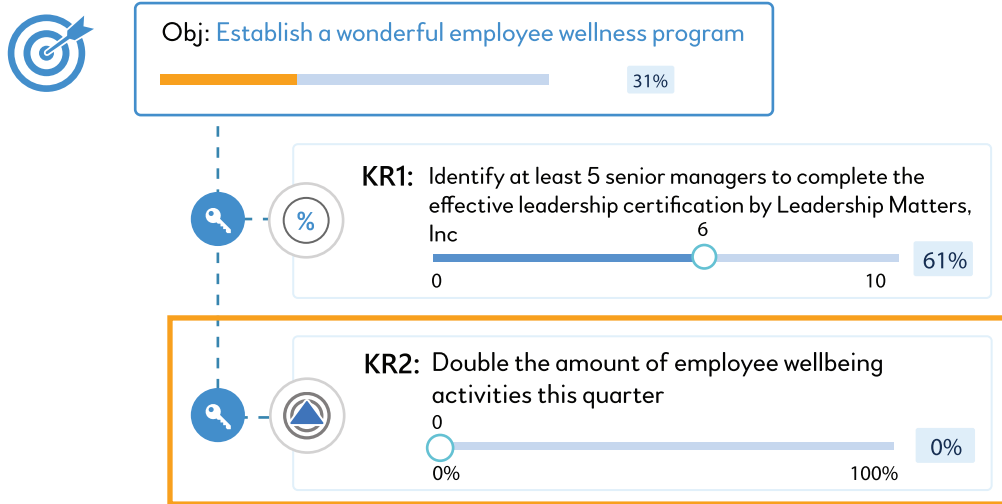 Obj: Establish a wonderful employee wellness program
31%
KR1: Identify at least 5 senior managers to complete the
effective leadership certification by Leadership Matters,
Inc
6
%
61%
0
10
KR2: Double the amount of employee wellbeing
activities this quarter
0
0%
0%
100%